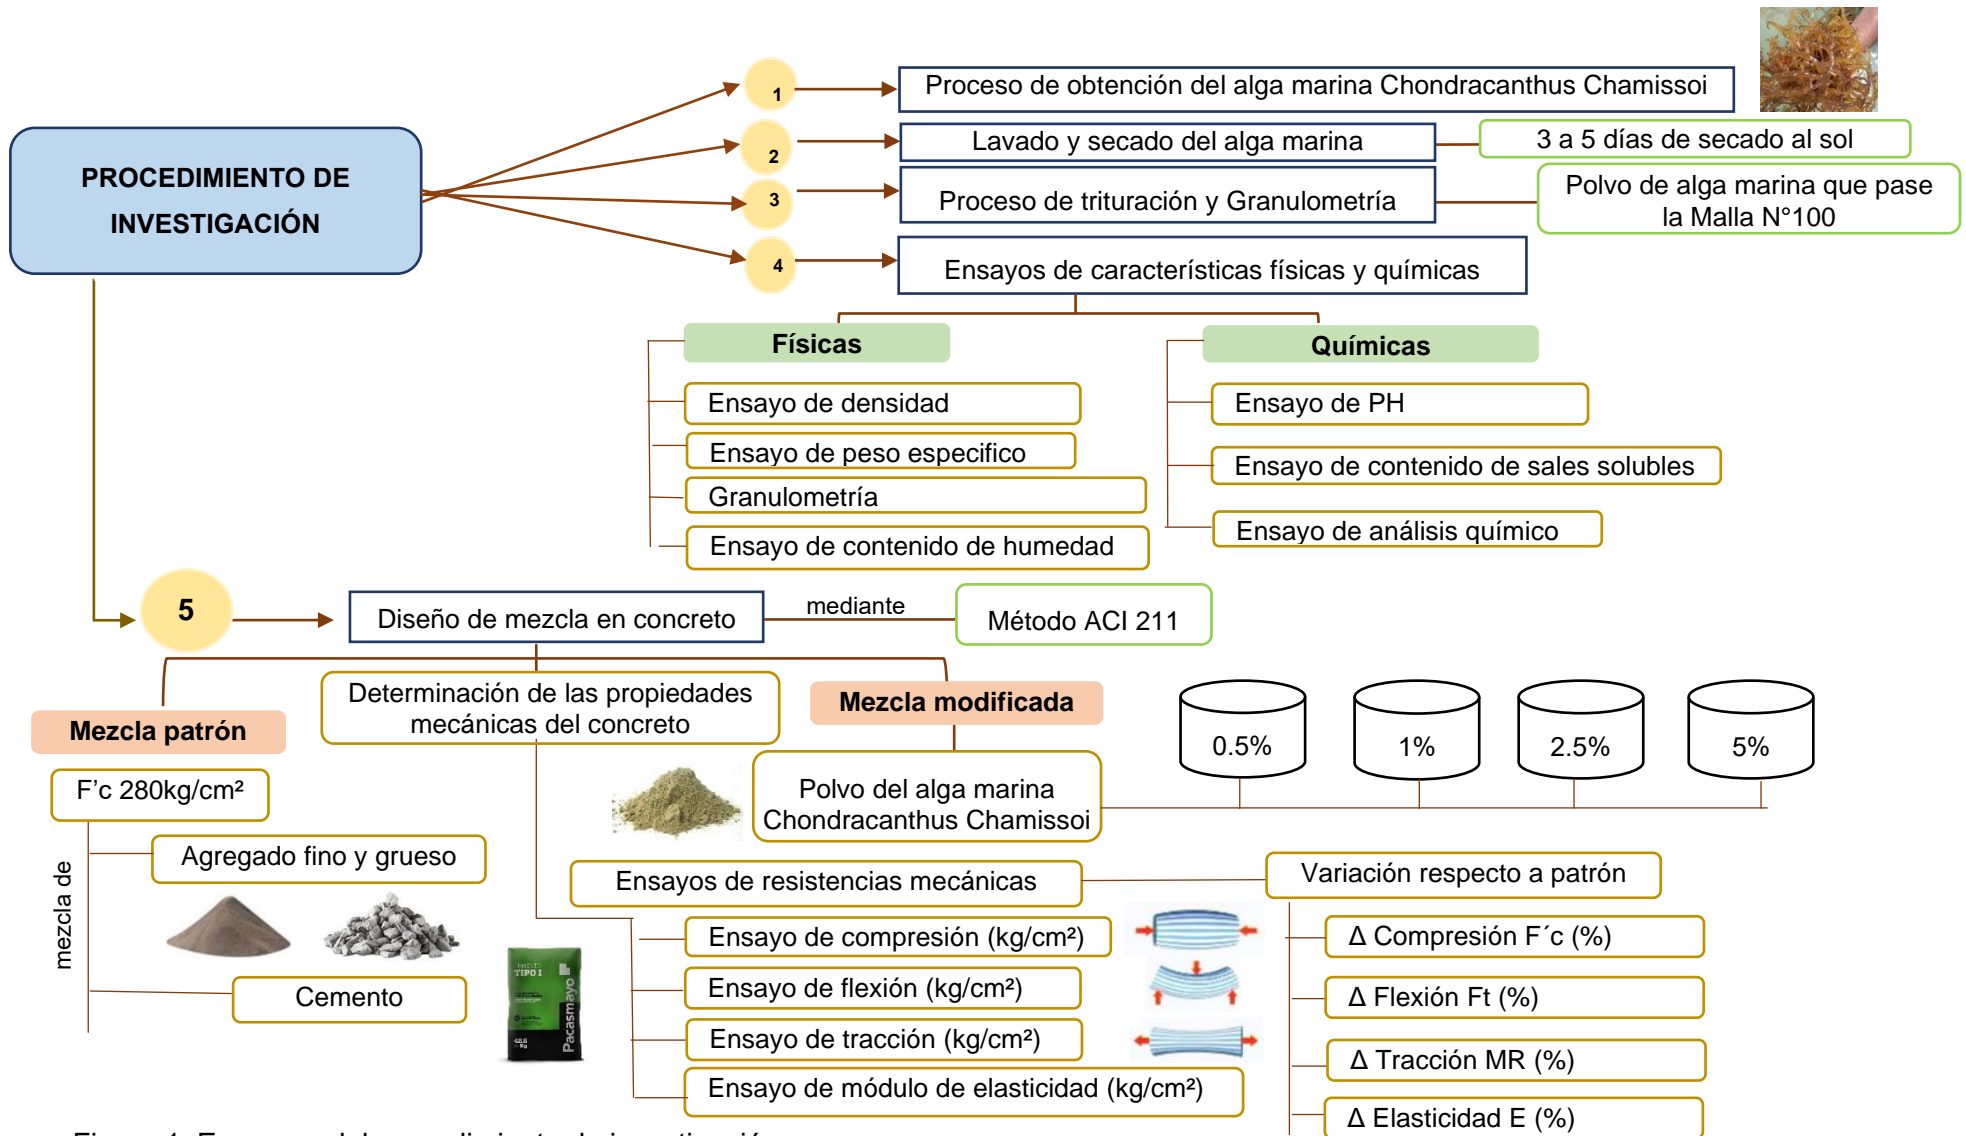 PROCEDIMIENTO DE
INVESTIGACIÓN
1
Proceso de obtención del alga marina Chondracanthus Chamissoi
2
Lavado y secado del alga marina
3 a 5 días de secado al sol
3
Proceso de trituración y Granulometría
Polvo de alga marina que pase
la Malla N°100
4
Ensayos de características físicas y químicas
Físicas
Ensayo de densidad
Ensayo de peso especifico
Granulometría
Ensayo de contenido de humedad
Químicas
Ensayo de PH
Ensayo de contenido de sales solubles
Ensayo de análisis químico
5
Diseño de mezcla en concreto
mediante
Método ACI 211
Mezcla patrón
F’c 280kg/cm²
mezcla de
Agregado fino y grueso
Cemento
TIPO I
Pacasmayo
Determinación de las propiedades
mecánicas del concreto
Mezcla modificada
Polvo del alga marina
Chondracanthus Chamissoi
0.5%
1%
2.5%
5%
Ensayos de resistencias mecánicas
Ensayo de compresión (kg/cm²)
Ensayo de flexión (kg/cm²)
Ensayo de tracción (kg/cm²)
Ensayo de módulo de elasticidad (kg/cm²)
Variación respecto a patrón
Δ Compresión F´c (%)
Δ Flexión Ft (%)
Δ Tracción MR (%)
Δ Elasticidad E (%)